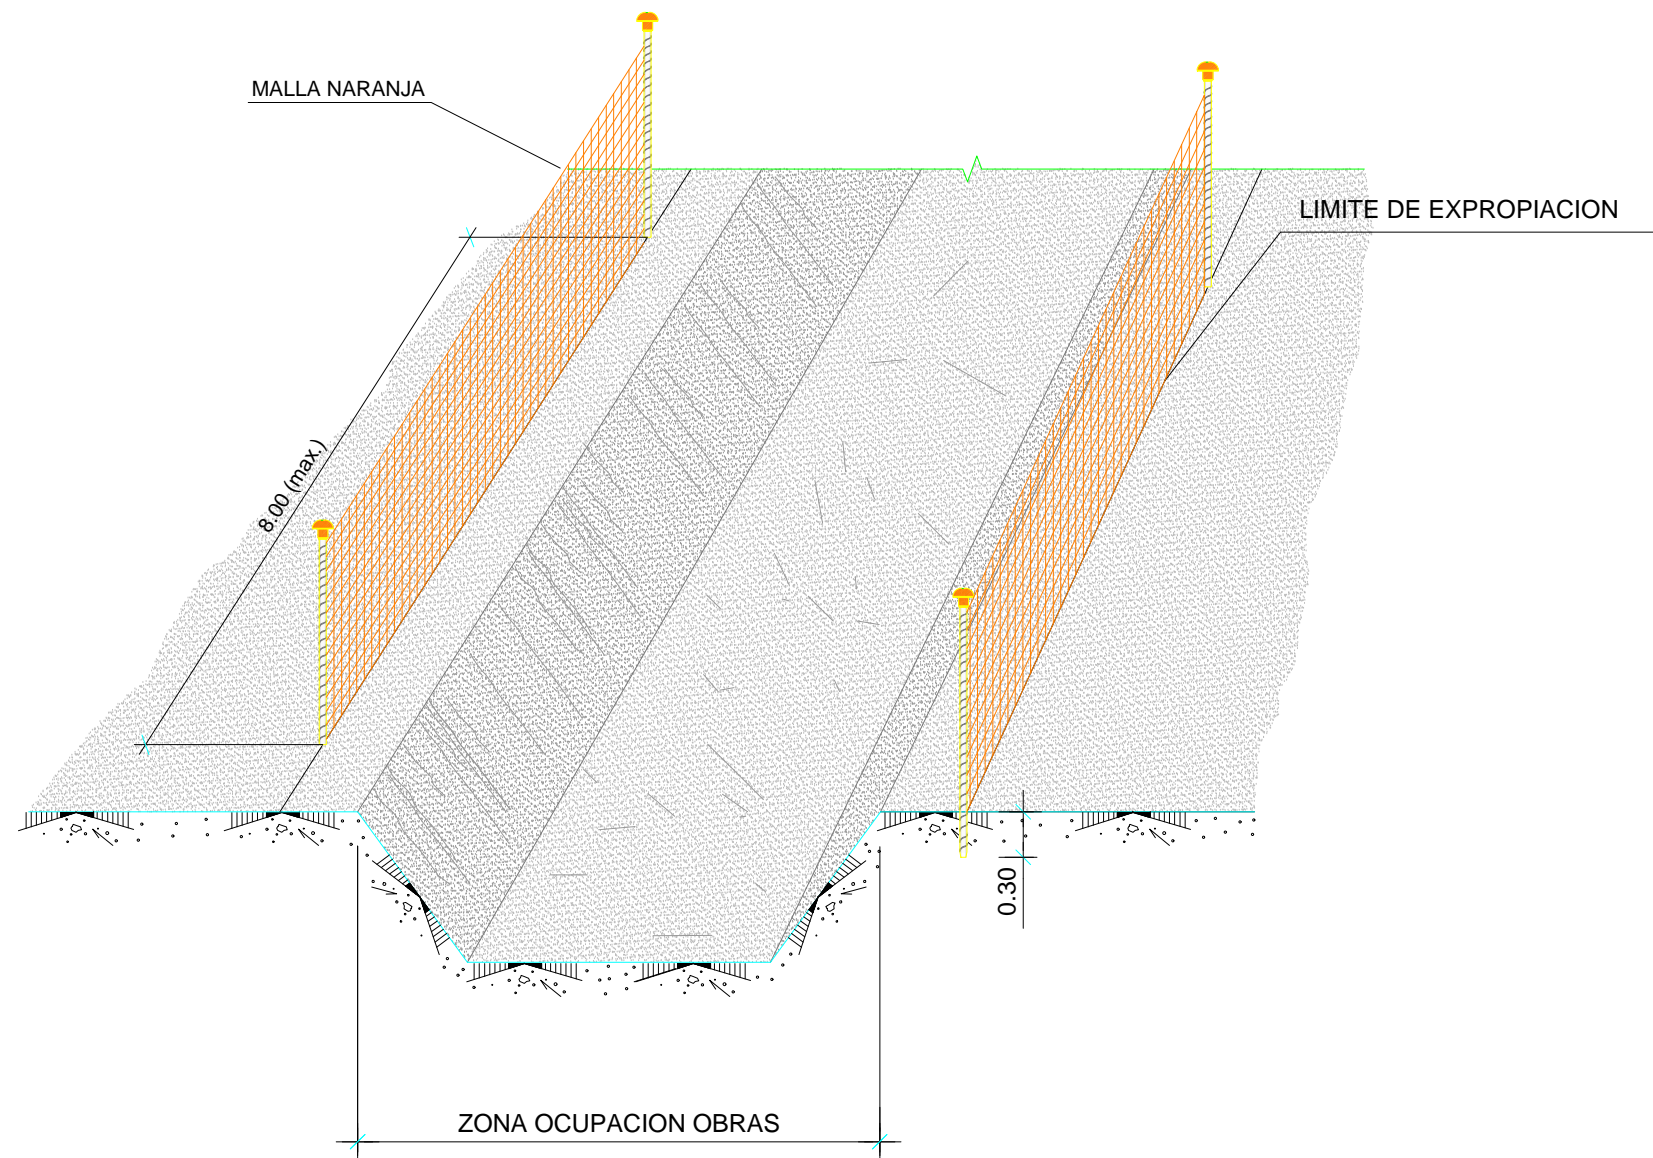 MALLA NARANJA
LIMITE DE EXPROPIACION
8.00 (max.)
0.30
ZONA OCUPACION OBRAS